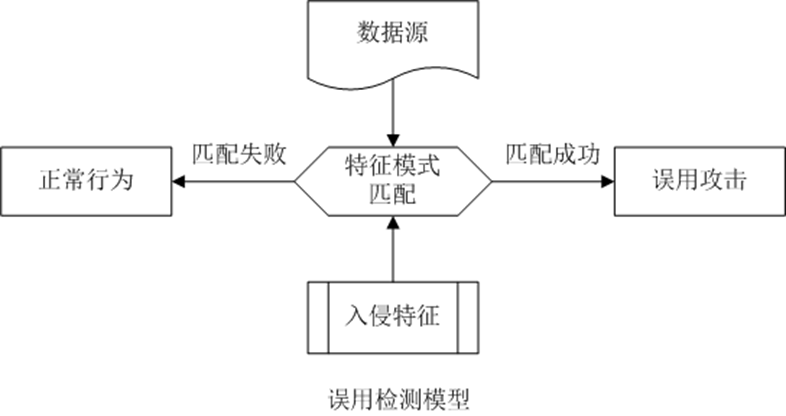 数据源
匹配失败
匹配成功
正常行为
特征模式
匹配
误用攻击
入侵特征
误用检测模型